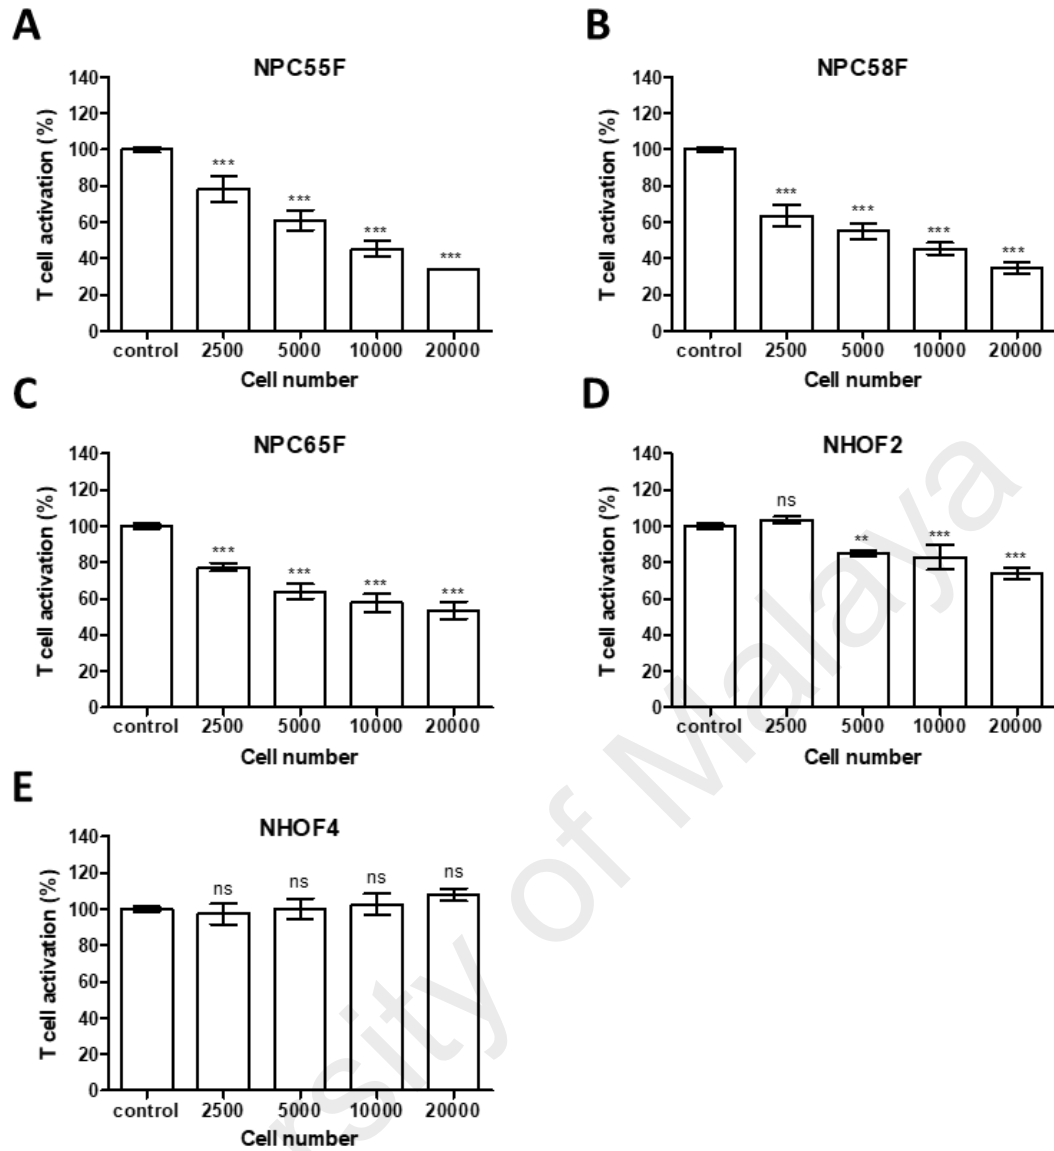 A
NPC55F
T cell activation (%)
140
120
100
80
60
40
20
0
***
***
***
***
control 2500 5000 10000 20000
Cell number
B
NPC58F
T cell activation (%)
140
120
100
80
60
40
20
0
***
***
***
***
control 2500 5000 10000 20000
Cell number
C
NPC65F
T cell activation (%)
140
120
100
80
60
40
20
0
***
***
***
***
control 2500 5000 10000 20000
Cell number
D
NHOF2
T cell activation (%)
140
120
100
80
60
40
20
0
ns
**
***
***
control 2500 5000 10000 20000
Cell number
E
NHOF4
T cell activation (%)
140
120
100
80
60
40
20
0
ns
ns
ns
ns
control 2500 5000 10000 20000
Cell number
rsity of Malaya